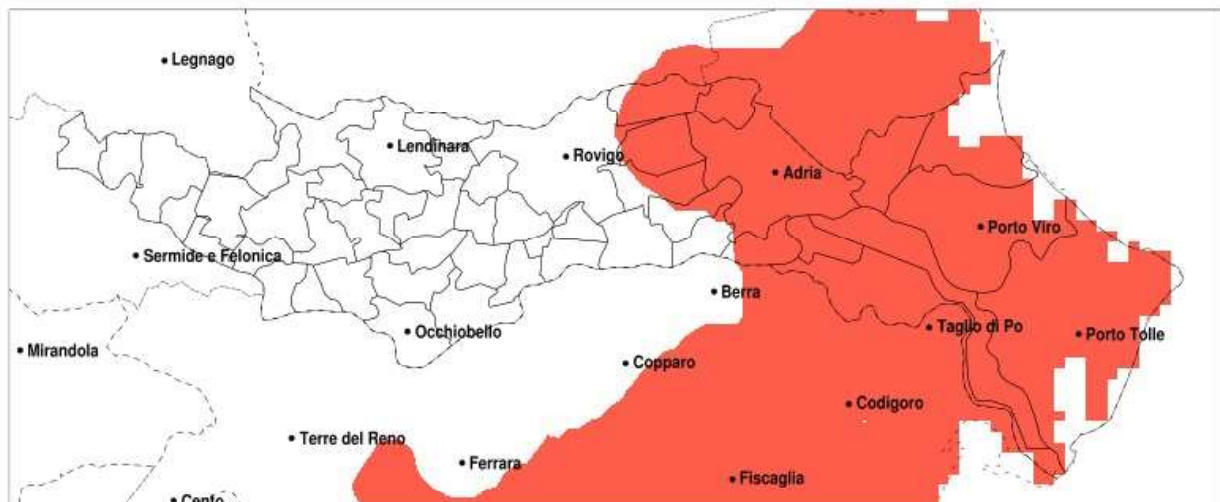 Legnago
Lendinara
Rovigo
Adria
Porto Viro
Sermide e Felonica
Berra
Occhiobello
Taglio di Po
Porto Tolle
Mirandola
Copparo
Codigoro
Terre del Reno
Ferrara
Fiscaglia
Cento